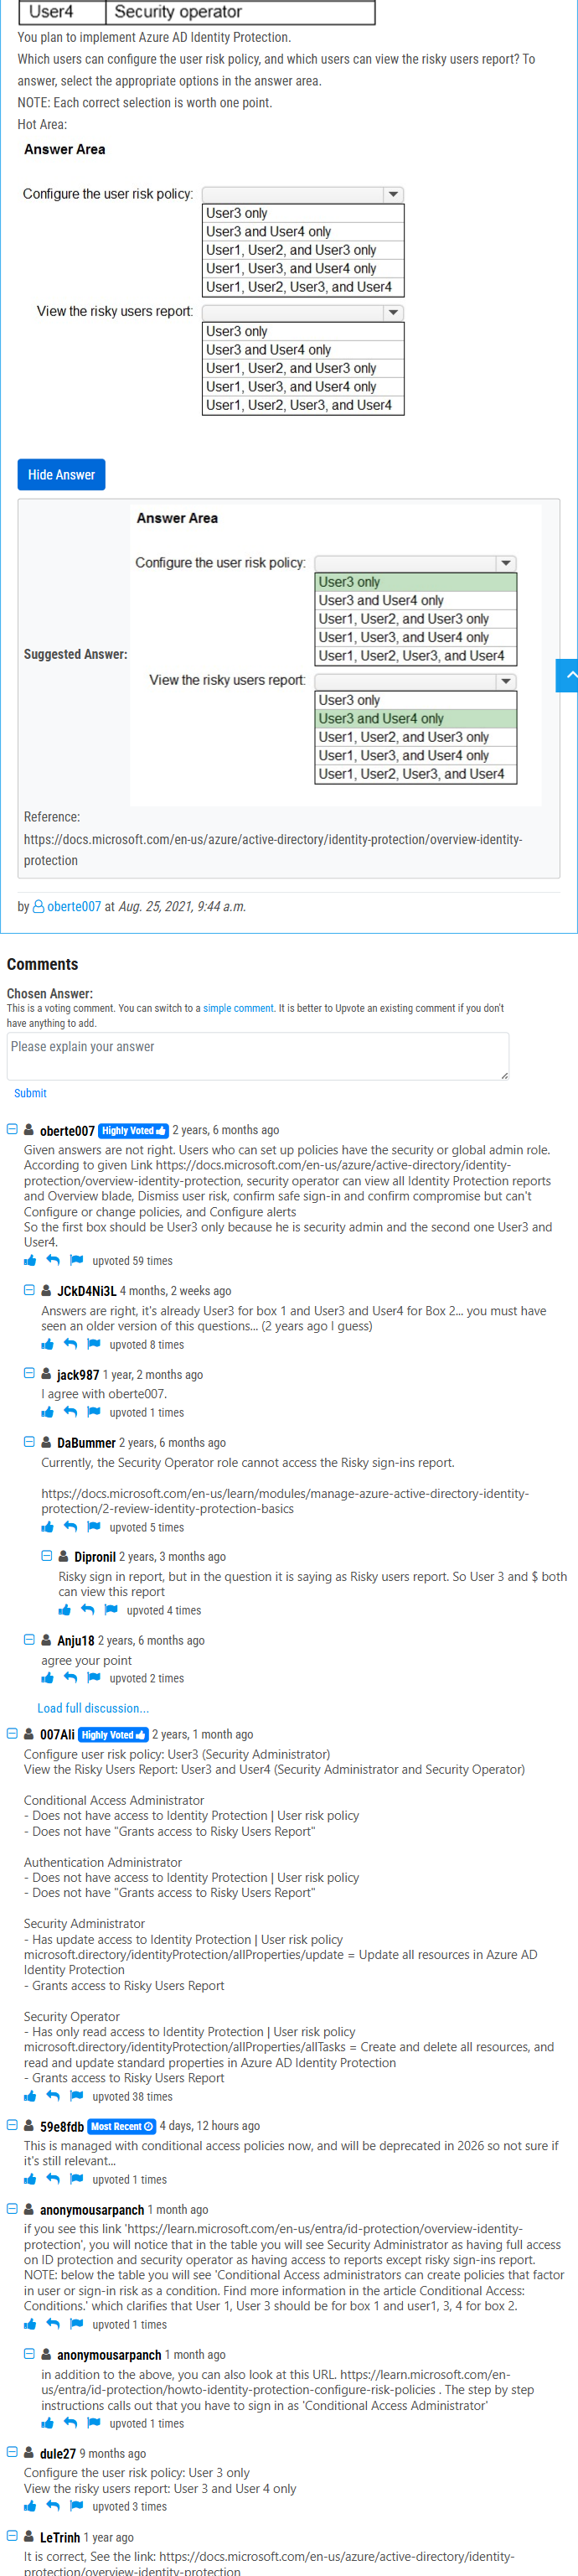 User4 Security operator
You plan to implement Azure AD Identity Protection.
Which users can configure the user risk policy, and which users can view the risky users report? To
answer, select the appropriate options in the answer area.
NOTE: Each correct selection is worth one point.
Hot Area:
Answer Area
Configure the user risk policy:
User3 only
User3 and User4 only
User1, User2, and User3 only
User1, User3, and User4 only
User1, User2, User3, and User4
View the risky users report:
User3 only
User3 and User4 only
User1, User2, and User3 only
User1, User3, and User4 only
User1, User2, User3, and User4
Hide Answer
Suggested Answer:
Answer Area
Configure the user risk policy:
User3 only
User3 and User4 only
User1, User2, and User3 only
User1, User3, and User4 only
User1, User2, User3, and User4
View the risky users report:
User3 only
User3 and User4 only
User1, User2, and User3 only
User1, User3, and User4 only
User1, User2, User3, and User4
Reference:
https://docs.microsoft.com/en-us/azure/active-directory/identity-protection/overview-identity-
protection
by oberte007 at Aug. 25, 2021, 9:44 a.m.
Comments
Chosen Answer:
This is a voting comment. You can switch to a simple comment. It is better to Upvote an existing comment if you don't
have anything to add.
Please explain your answer
Submit
oberte007 Highly Voted 2 years, 6 months ago
Given answers are not right. Users who can set up policies have the security or global admin role.
According to given Link https://docs.microsoft.com/en-us/azure/active-directory/identity-
protection/overview-identity-protection, security operator can view all Identity Protection reports
and Overview blade, Dismiss user risk, confirm safe sign-in and confirm compromise but can't
Configure or change policies, and Configure alerts
So the first box should be User3 only because he is security admin and the second one User3 and
User4.
upvoted 59 times
JCkD4Ni3L 4 months, 2 weeks ago
Answers are right, it's already User3 for box 1 and User3 and User4 for Box 2... you must have
seen an older version of this questions... (2 years ago I guess)
upvoted 8 times
jack987 1 year, 2 months ago
I agree with oberte007.
upvoted 1 times
DaBummer 2 years, 6 months ago
Currently, the Security Operator role cannot access the Risky sign-ins report.
https://docs.microsoft.com/en-us/learn/modules/manage-azure-active-directory-identity-
protection/2-review-identity-protection-basics
upvoted 5 times
Dipronil 2 years, 3 months ago
Risky sign in report, but in the question it is saying as Risky users report. So User 3 and $ both
can view this report
upvoted 4 times
Anju18 2 years, 6 months ago
agree your point
upvoted 2 times
Load full discussion...
007Ali Highly Voted 2 years, 1 month ago
Configure user risk policy: User3 (Security Administrator)
View the Risky Users Report: User3 and User4 (Security Administrator and Security Operator)
Conditional Access Administrator
- Does not have access to Identity Protection | User risk policy
- Does not have "Grants access to Risky Users Report"
Authentication Administrator
- Does not have access to Identity Protection | User risk policy
- Does not have "Grants access to Risky Users Report"
Security Administrator
- Has update access to Identity Protection | User risk policy
microsoft.directory/identityProtection/allProperties/update = Update all resources in Azure AD
Identity Protection
- Grants access to Risky Users Report
Security Operator
- Has only read access to Identity Protection | User risk policy
microsoft.directory/identityProtection/allProperties/allTasks = Create and delete all resources, and
read and update standard properties in Azure AD Identity Protection
- Grants access to Risky Users Report
upvoted 38 times
59e8fdb Most Recent 4 days, 12 hours ago
This is managed with conditional access policies now, and will be deprecated in 2026 so not sure if
it's still relevant...
upvoted 1 times
anonymousarpanch 1 month ago
if you see this link 'https://learn.microsoft.com/en-us/entra/id-protection/overview-identity-
protection', you will notice that in the table you will see Security Administrator as having full access
on ID protection and security operator as having access to reports except risky sign-ins report.
NOTE: below the table you will see 'Conditional Access administrators can create policies that factor
in user or sign-in risk as a condition. Find more information in the article Conditional Access:
Conditions.' which clarifies that User 1, User 3 should be for box 1 and user1, 3, 4 for box 2.
upvoted 1 times
anonymousarpanch 1 month ago
in addition to the above, you can also look at this URL. https://learn.microsoft.com/en-
us/entra/id-protection/howto-identity-protection-configure-risk-policies . The step by step
instructions calls out that you have to sign in as 'Conditional Access Administrator'
upvoted 1 times
dule27 9 months ago
Configure the user risk policy: User 3 only
View the risky users report: User 3 and User 4 only
upvoted 3 times
LeTrinh 1 year ago
It is correct, See the link: https://docs.microsoft.com/en-us/azure/active-directory/identity-
protection/overview-identity-protection